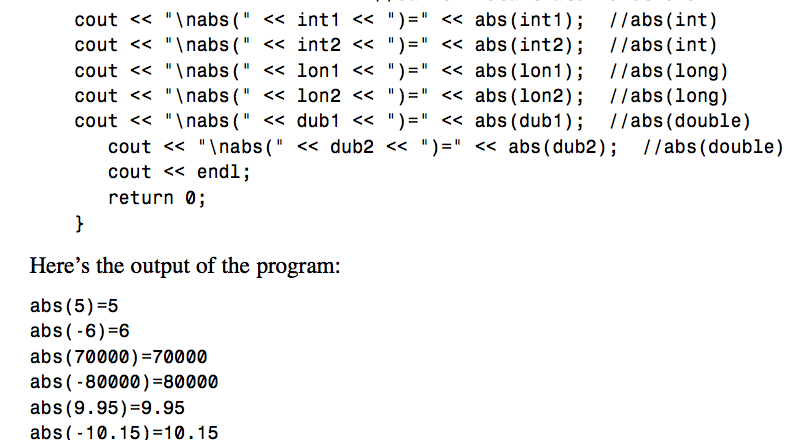 cout << "\nabs(" << int1 << ")=" << abs(int1);  //abs(int)
cout << "\nabs(" << int2 << ")=" << abs(int2);  //abs(int)
cout << "\nabs(" << lon1 << ")=" << abs(lon1);  //abs(long)
cout << "\nabs(" << lon2 << ")=" << abs(lon2);  //abs(long)
cout << "\nabs(" << dub1 << ")=" << abs(dub1);  //abs(double)
cout << "\nabs(" << dub2 << ")=" << abs(dub2);  //abs(double)
cout << endl;
return 0;
}
Here’s the output of the program:
abs(5)=5
abs(-6)=6
abs(70000)=70000
abs(-80000)=80000
abs(9.95)=9.95
abs(-10.15)=10.15